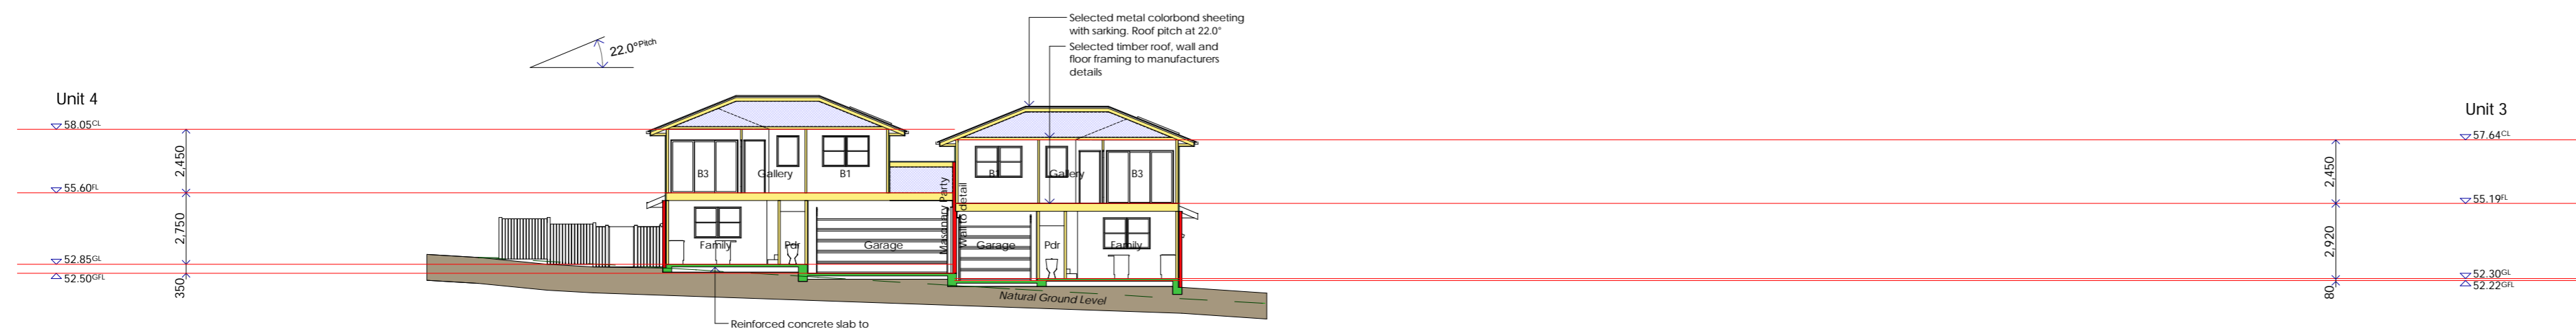 Selected metal colorbond sheeting
with sarking. Roof pitch at 22.0°
Selected timber roof, wall and
floor framing to manufacturers
details
22.0° Pitch
Unit 4
58.05CL
2,450
55.60FL
2,750
52.85GL
52.50GFL
350
B3
Gallery
B1
Family
Pdr
Garage
Masonary Party
Wall to detail
B1
Gallery
B3
Garage
Pdr
Family
Natural Ground Level
Reinforced concrete slab to
Unit 3
57.64CL
2,450
55.19FL
2,920
52.30GL
52.22GFL
80